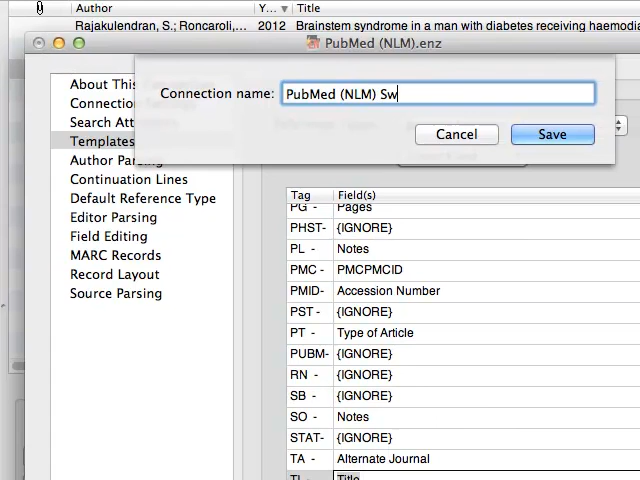 Author Y... Title
Rajakulendran, S.; Roncaroli,... 2012 Brainstem syndrome in a man with diabetes receiving haemodia
PubMed (NLM).enz
Connection name: PubMed (NLM) Sw
Cancel Save
About This
Connection
Search Att
Templates
Author Parsing
Continuation Lines
Default Reference Type
Editor Parsing
Field Editing
MARC Records
Record Layout
Source Parsing
Tag Field(s)
PG - Pages
PHST- {IGNORE}
PL - Notes
PMC - PMCPMCID
PMID- Accession Number
PST - {IGNORE}
PT - Type of Article
PUBM- {IGNORE}
RN - {IGNORE}
SB - {IGNORE}
SO - Notes
STAT- {IGNORE}
TA - Alternate Journal
TI - Title